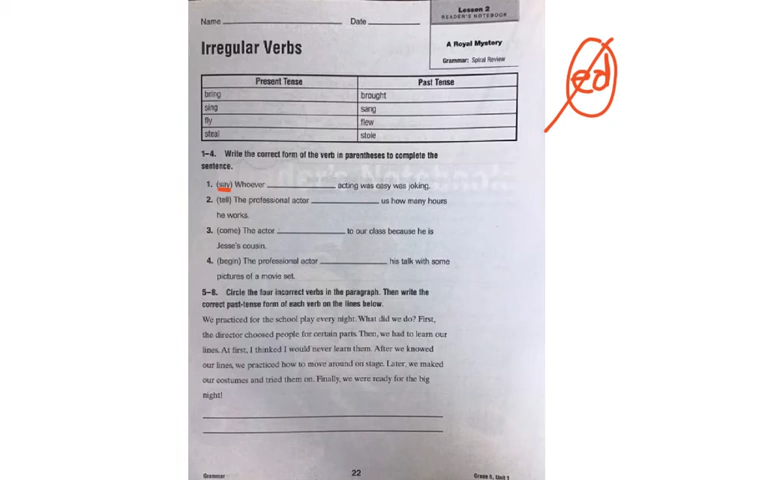 Name
Date
Lesson 2
READER'S NOTEBOOK
Irregular Verbs
A Royal Mystery
Grammar: Spiral Review
ed
Present Tense Past Tense
bring brought
sing sang
fly flew
steal stole
1–4. Write the correct form of the verb in parentheses to complete the
sentence.
1. (say) Whoever ____________ acting was easy was joking.
2. (tell) The professional actor ____________ us how many hours
he works.
3. (come) The actor ____________ to our class because he is
Jesse's cousin.
4. (begin) The professional actor ____________ his talk with some
pictures of a movie set.
5–8. Circle the four incorrect verbs in the paragraph. Then write the
correct past-tense form of each verb on the lines below.
We practiced for the school play every night. What did we do? First,
the director choosed people for certain parts. Then, we had to learn our
lines. At first, I thinked I would never learn them. After we knowed
our lines, we practiced how to move around on stage. Later, we maked
our costumes and tried them on. Finally, we were ready for the big
night!
Grammar
22
Grade 5, Unit 1